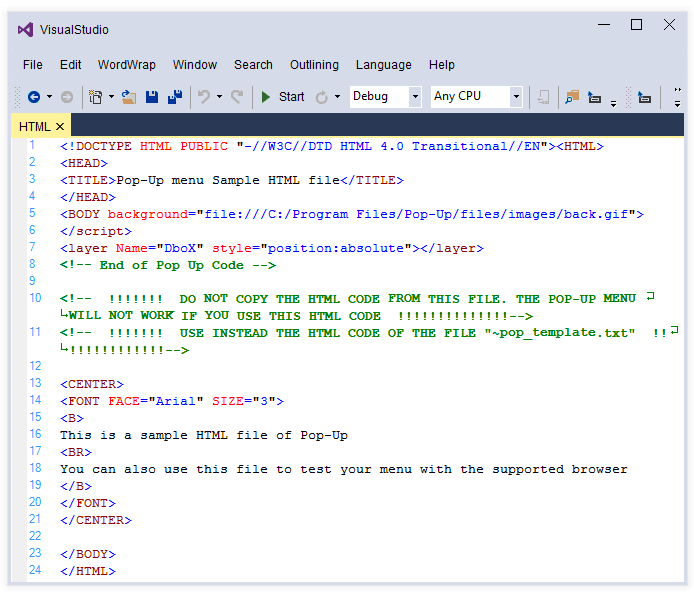 VisualStudio
File Edit WordWrap Window Search Outlining Language Help
Start Debug Any CPU
HTML
1 <!DOCTYPE HTML PUBLIC "-//W3C//DTD HTML 4.0 Transitional//EN"><HTML>
2 <HEAD>
3 <TITLE>Pop-Up menu Sample HTML file</TITLE>
4 </HEAD>
5 <BODY background="file:///C:/Program Files/Pop-Up/files/images/back.gif">
6 </script>
7 <layer Name="DboX" style="position:absolute"></layer>
8 <!-- End of Pop Up Code -->
9
10 <!--  !!!!!!!  DO NOT COPY THE HTML CODE FROM THIS FILE. THE POP-UP MENU
WILL NOT WORK IF YOU USE THIS HTML CODE  !!!!!!!!!!!!!!-->
11 <!--  !!!!!!!  USE INSTEAD THE HTML CODE OF THE FILE "~pop_template.txt"  !!
!!!!!!!!!!!!-->
12
13 <CENTER>
14 <FONT FACE="Arial" SIZE="3">
15 <B>
16 This is a sample HTML file of Pop-Up
17 <BR>
18 You can also use this file to test your menu with the supported browser
19 </B>
20 </FONT>
21 </CENTER>
22
23 </BODY>
24 </HTML>